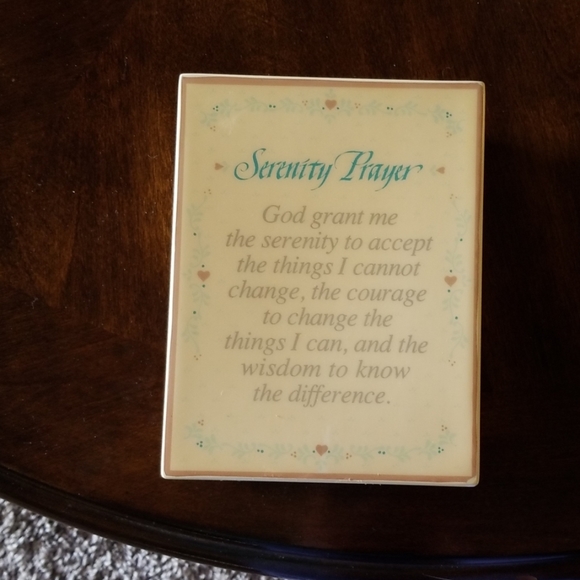 Serenity Prayer
God grant me
the serenity to accept
the things I cannot
change, the courage
to change the
things I can, and the
wisdom to know
the difference.